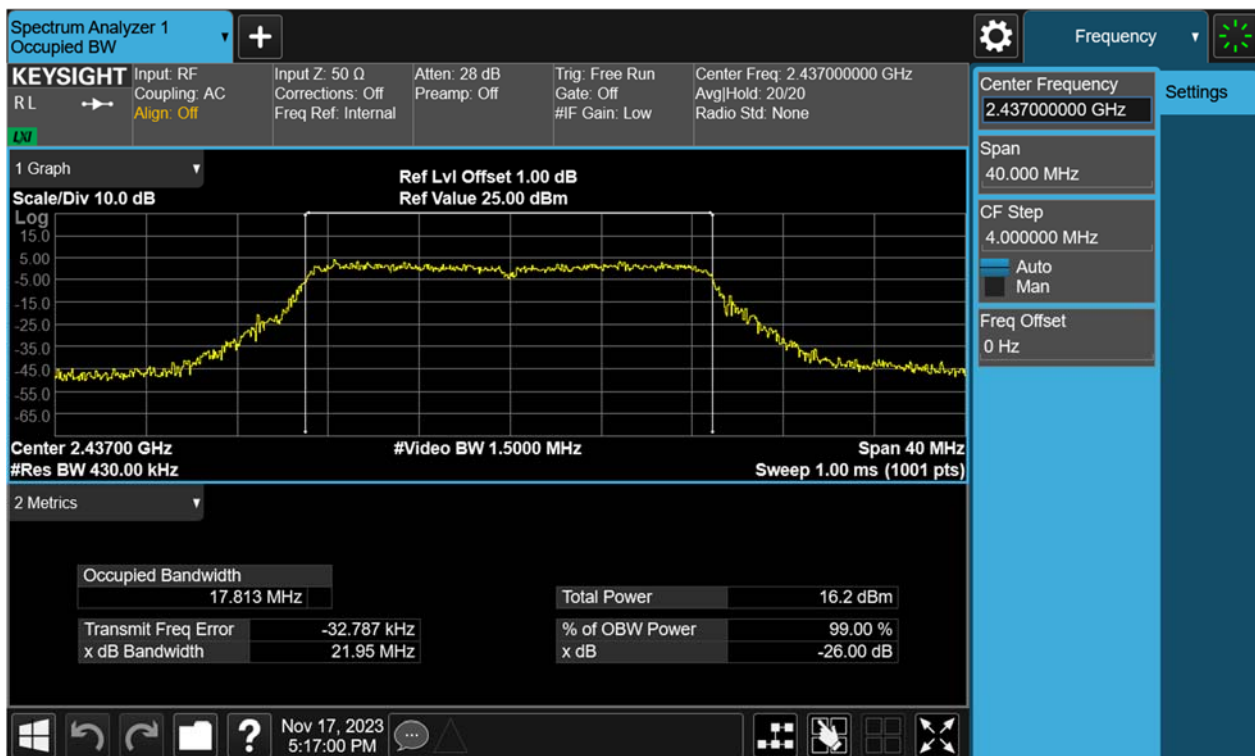 Spectrum Analyzer 1
Occupied BW
Frequency
KEYSIGHT
R L
LXI
Input: RF
Coupling: AC
Align: Off
Input Z: 50 Ω
Corrections: Off
Freq Ref: Internal
Atten: 28 dB
Preamp: Off
Trig: Free Run
Gate: Off
#IF Gain: Low
Center Freq: 2.437000000 GHz
Avg|Hold: 20/20
Radio Std: None
Center Frequency
2.437000000 GHz
Settings
Span
40.000 MHz
CF Step
4.000000 MHz
Auto
Man
Freq Offset
0 Hz
1 Graph
Scale/Div 10.0 dB
Ref Lvl Offset 1.00 dB
Ref Value 25.00 dBm
Log
15.0
5.00
-5.00
-15.0
-25.0
-35.0
-45.0
-55.0
-65.0
Center 2.43700 GHz
#Video BW 1.5000 MHz
Span 40 MHz
#Res BW 430.00 kHz
Sweep 1.00 ms (1001 pts)
2 Metrics
Occupied Bandwidth
17.813 MHz
Total Power 16.2 dBm
Transmit Freq Error -32.787 kHz
% of OBW Power 99.00 %
x dB Bandwidth 21.95 MHz
x dB -26.00 dB
Nov 17, 2023
5:17:00 PM